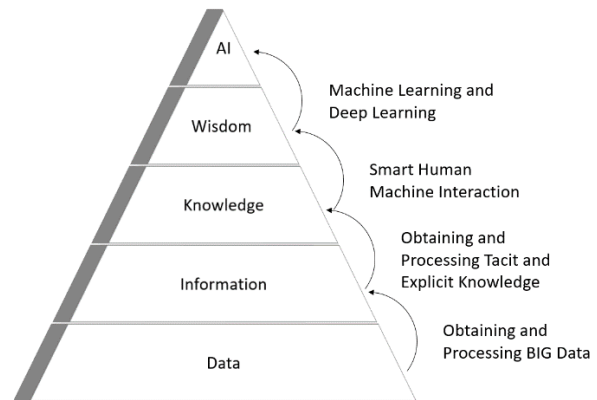 AI
Machine Learning and
Deep Learning
Wisdom
Smart Human
Machine Interaction
Knowledge
Obtaining and
Processing Tacit and
Explicit Knowledge
Information
Obtaining and
Processing BIG Data
Data